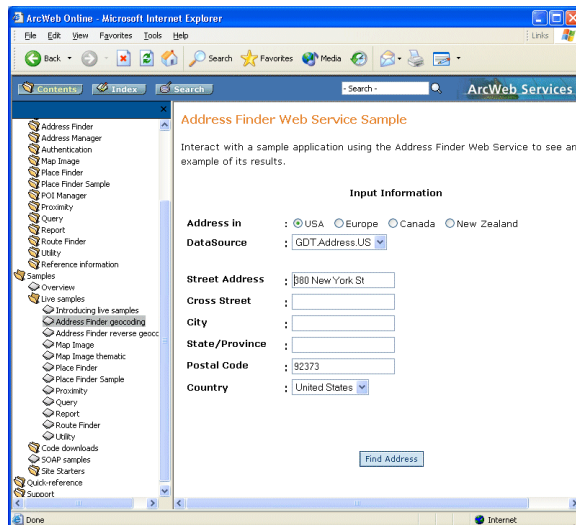 ArcWeb Online - Microsoft Internet Explorer
File Edit View Favorites Tools Help Links
Back Search Favorites Media
Contents Index Search - Search - ArcWeb Services
Address Finder
Address Manager
Authentication
Map Image
Place Finder
Place Finder Sample
POI Manager
Proximity
Query
Report
Route Finder
Utility
Reference information
Samples
Overview
Live samples
Introducing live samples
Address Finder geocoding
Address Finder reverse geocc
Map Image
Map Image thematic
Place Finder
Place Finder Sample
Proximity
Query
Report
Route Finder
Utility
Code downloads
SOAP samples
Site Starters
Quick-reference
Support
Address Finder Web Service Sample
Interact with a sample application using the Address Finder Web Service to see an
example of its results.
Input Information
Address in : USA Europe Canada New Zealand
DataSource : GDT.Address.US
Street Address : 380 New York St
Cross Street :
City :
State/Province :
Postal Code : 92373
Country : United States
Find Address
Done Internet